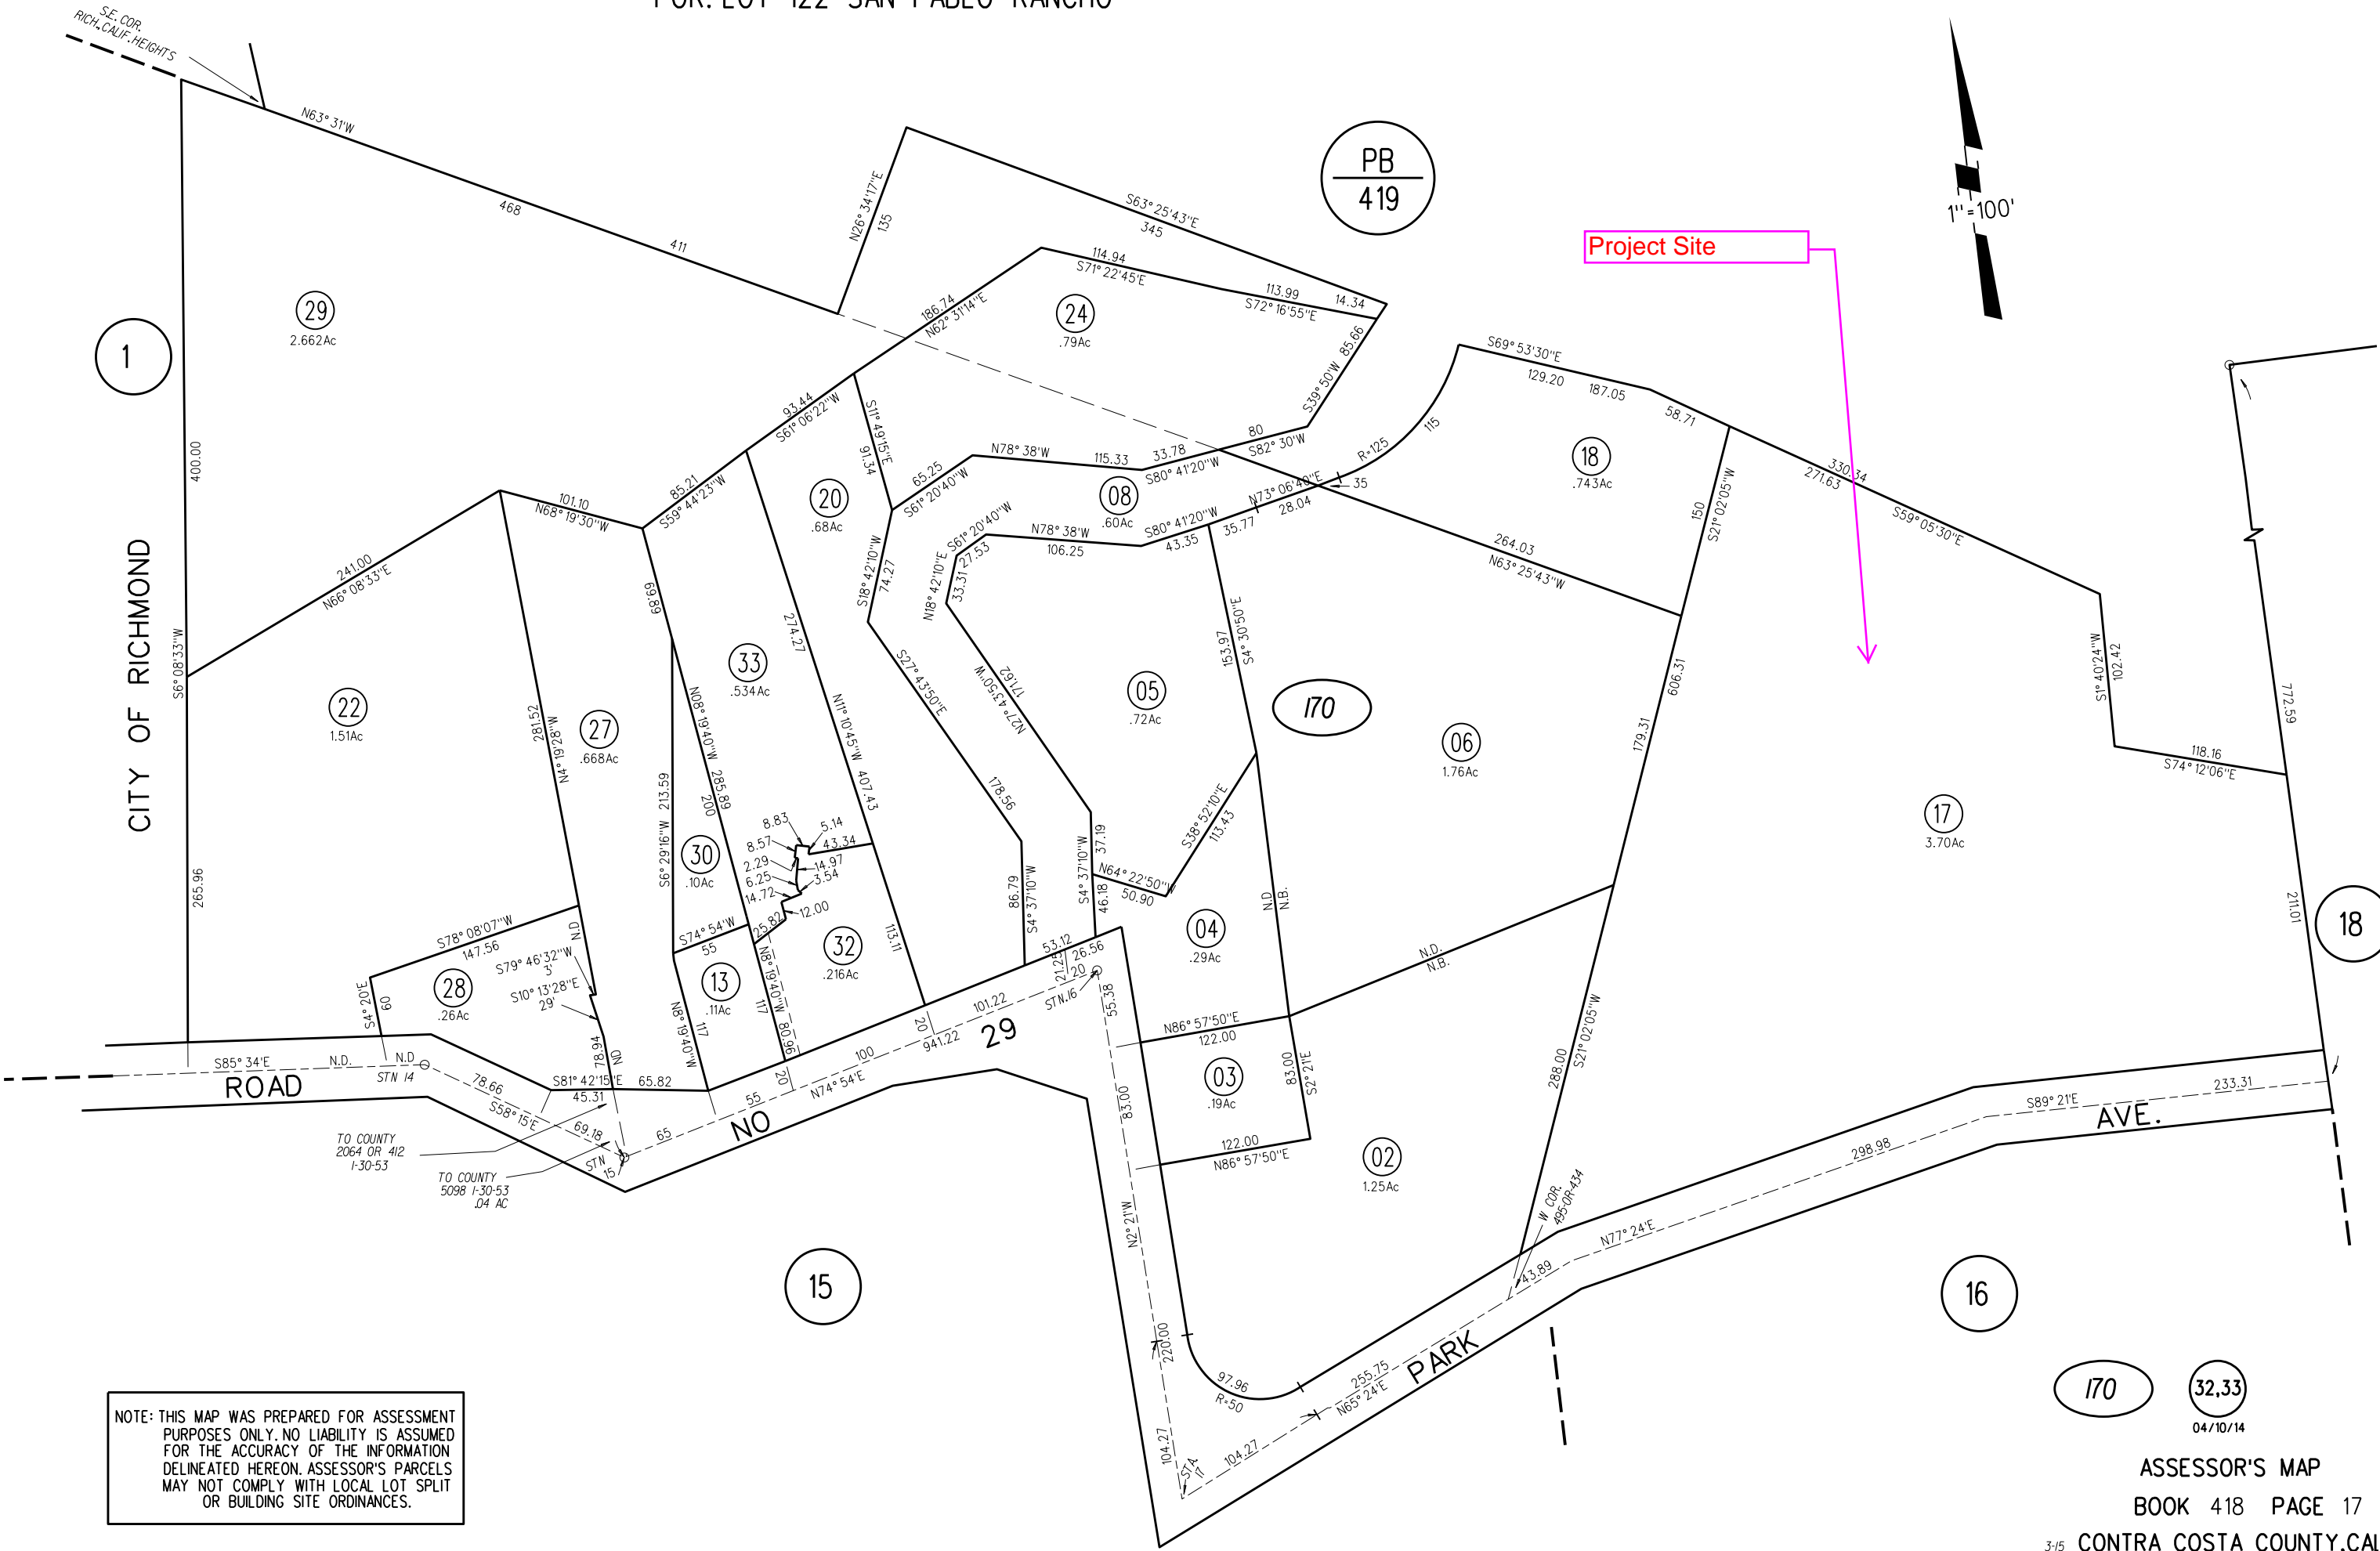 POR. LOT 122 SAN PABLO RANCHO
S.E. COR.
RICH. CALIF. HEIGHTS
N63° 31'W
468
411
N26° 34'17"E
135
S63° 25'43"E
345
PB
419
1"=100'
Project Site
29
2.662Ac
1
400.00
S6° 08'33"W
CITY OF RICHMOND
265.96
186.74
N62° 31'14"E
114.94
S71° 22'45'E
113.99
S72° 16'55"E
14.34
24
.79Ac
85.66
S39° 50'W
80
S82° 30'W
93.44
S61° 06'22"W
S11° 49'15"E
91.34
85.21
S59° 44'23"W
101.10
N68° 19'30"W
241.00
N66° 08'33"E
20
.68Ac
65.25
S61° 20'40"W
N78° 38'W
115.33
33.78
S80° 41'20"W
08
.60Ac
N73° 06'40"E
28.04
35
R=125
115
S69° 53'30"E
129.20
187.05
58.71
18
.743Ac
330.34
271.63
S59° 05'30"E
150
S21° 02'05"W
264.03
N63° 25'43"W
S61° 20'40"W
27.53
N78° 38'W
106.25
S80° 41'20"W
43.35
35.77
N18° 42'10"E
33.31
S18° 42'10"W
74.27
69.89
274.27
33
.534Ac
S27° 43'50"E
178.56
171.62
N27° 43'50"W
05
.72Ac
153.97
S4° 30'50"E
170
06
1.76Ac
606.31
179.31
S1° 40'24"W
102.42
118.16
S74° 12'06"E
772.59
17
3.70Ac
211.01
18
22
1.51Ac
281.52
N4° 19'28"W
27
.668Ac
N08° 19'40"W 285.89
200
N11° 10'45"W 407.43
S6° 29'16"W 213.59
8.83
5.14
8.57
43.34
2.29
14.97
6.25
3.54
14.72
12.00
25.82
30
.10Ac
86.79
S4° 37'10"W
S4° 37'10"W 37.19
46.18
N64° 22'50"W
50.90
S38° 52'10"E
113.43
N.D.
N.B.
04
.29Ac
N.D.
N.B.
S78° 08'07"W
147.56
N.D
S79° 46'32"W
3'
S10° 13'28"E
29'
28
.26Ac
S4° 20'E
60
S74° 54'W
55
13
.11Ac
N8° 19'40"W
117
N8° 19'40"W 80.96
117
32
.216Ac
113.11
53.12
26.56
21.25
20
STN.16
55.38
101.22
20
941.22
100
29
N86° 57'50"E
122.00
03
.19Ac
83.00
S2° 21'E
83.00
122.00
N86° 57'50"E
02
1.25Ac
288.00
S21° 02'05"W
S85° 34'E
N.D.
N.D
STN 14
ROAD
78.66
S58° 15'E
S81° 42'15"E 65.82
45.31
78.94
N.D
69.18
STN
15
65
55
20
N74° 54'E
NO
TO COUNTY
2064 OR 412
1-30-53
TO COUNTY
5098 1-30-53
.04 AC
15
N2° 21'W
220.00
104.27
97.96
R=50
STA.
17
104.27
255.75
N65° 24'E
PARK
43.89
W COR.
495-OR-434
N77° 24'E
298.98
S89° 21'E
233.31
AVE.
16
170
32,33
04/10/14
NOTE: THIS MAP WAS PREPARED FOR ASSESSMENT
PURPOSES ONLY. NO LIABILITY IS ASSUMED
FOR THE ACCURACY OF THE INFORMATION
DELINEATED HEREON. ASSESSOR'S PARCELS
MAY NOT COMPLY WITH LOCAL LOT SPLIT
OR BUILDING SITE ORDINANCES.
ASSESSOR'S MAP
BOOK 418 PAGE 17
3-15 CONTRA COSTA COUNTY, CAL